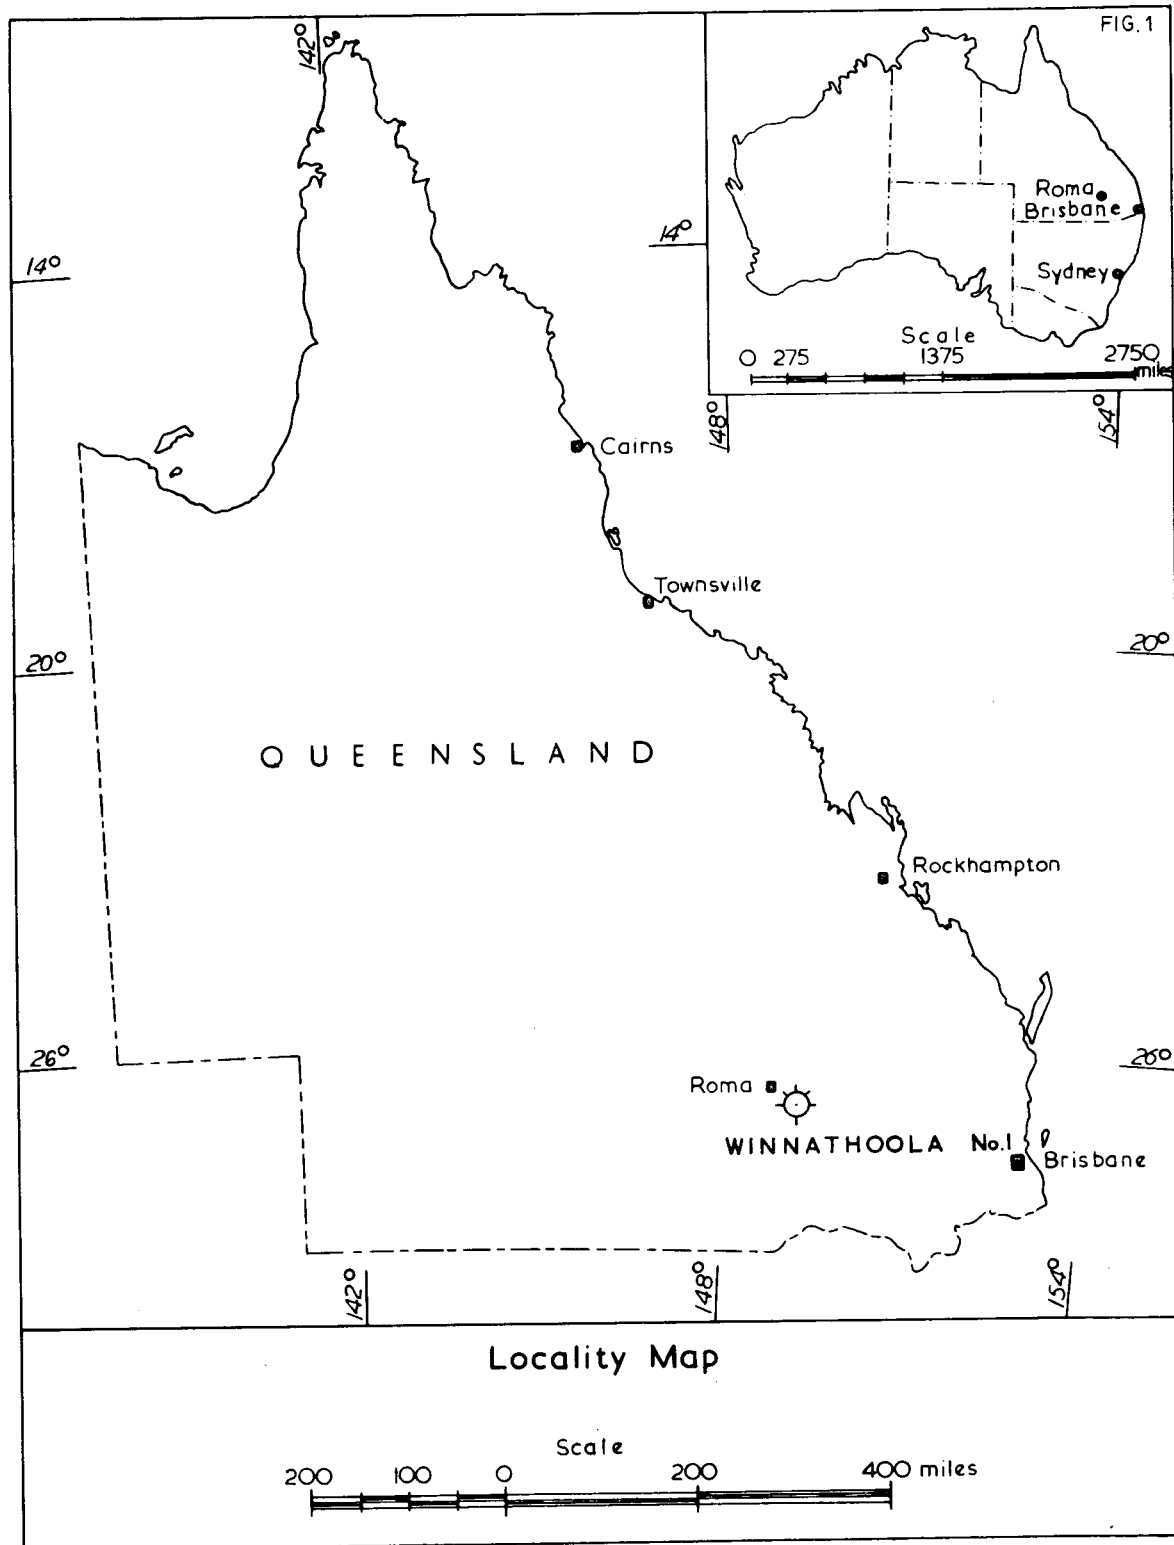 FIG. 1
142°
Roma
Brisbane
14°
14°
Sydney
Scale
0 275 1375 2750 miles
148° 154°
Cairns
Townsville
20° 20°
QUEENSLAND
Rockhampton
26° 26°
Roma
WINNATHOOLA No.1
Brisbane
142° 148° 154°
Locality Map
Scale
200 100 0 200 400 miles